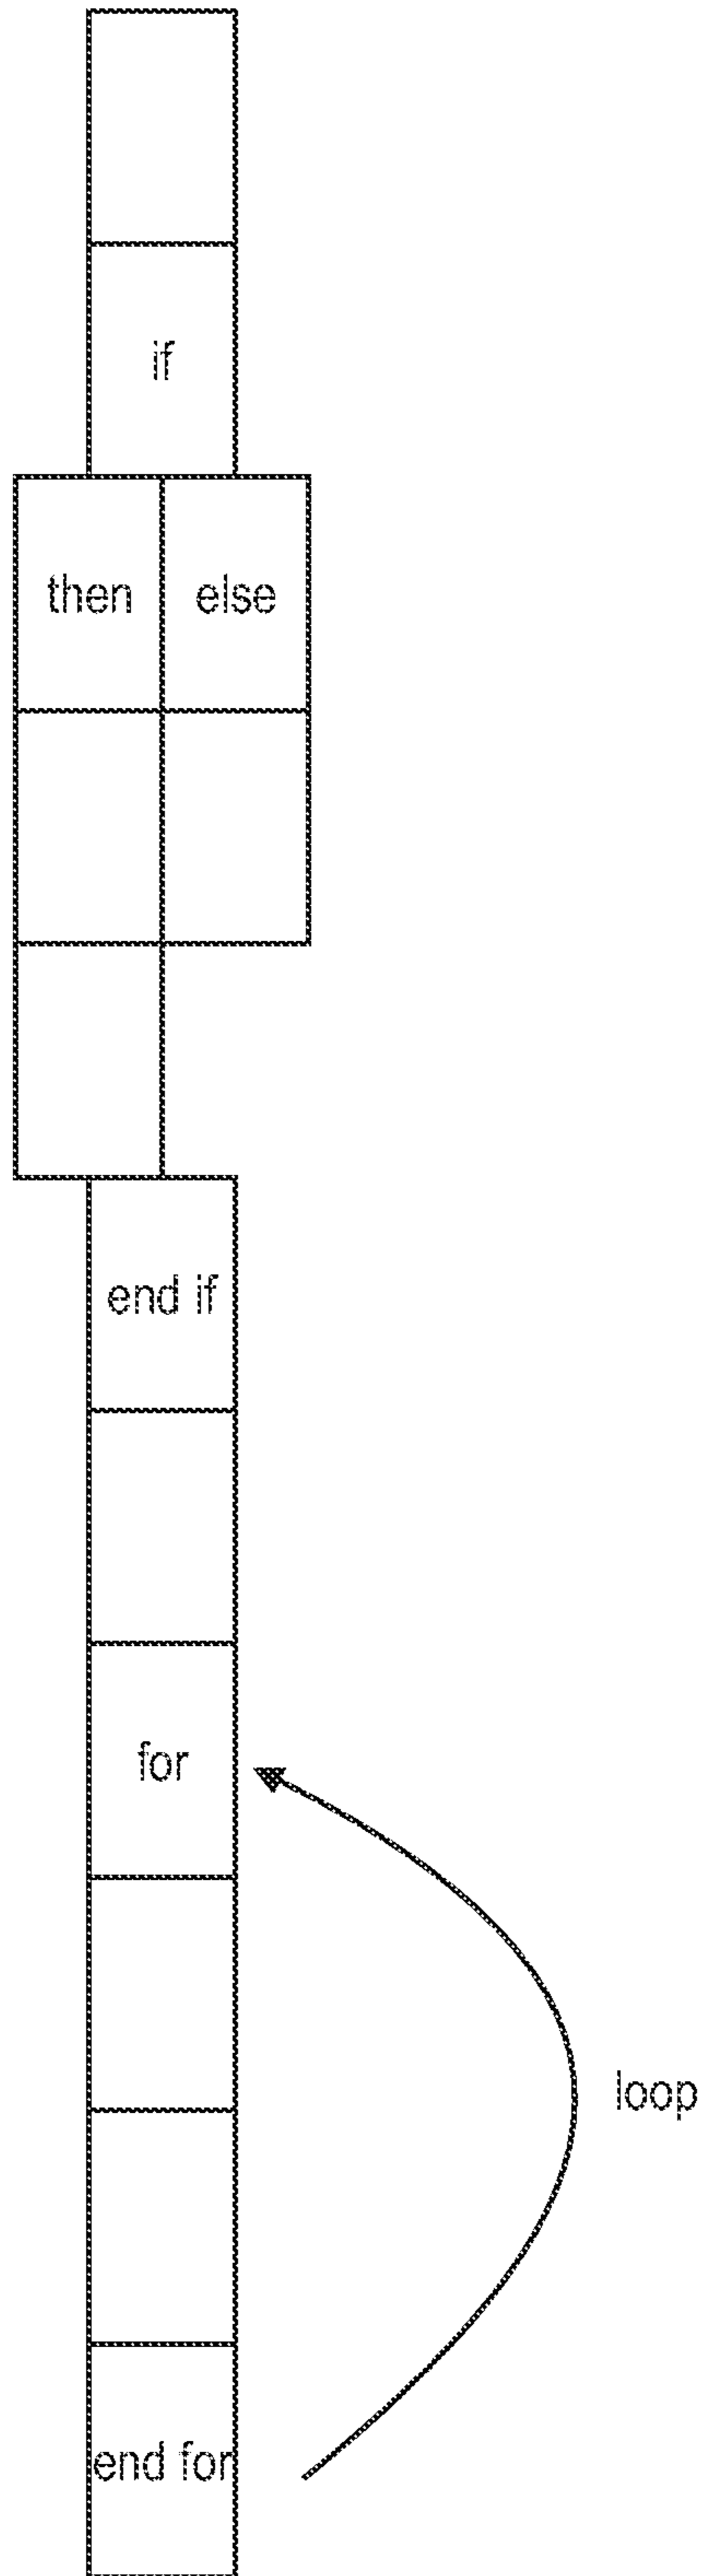 if
then
else
end if
for
loop
end for